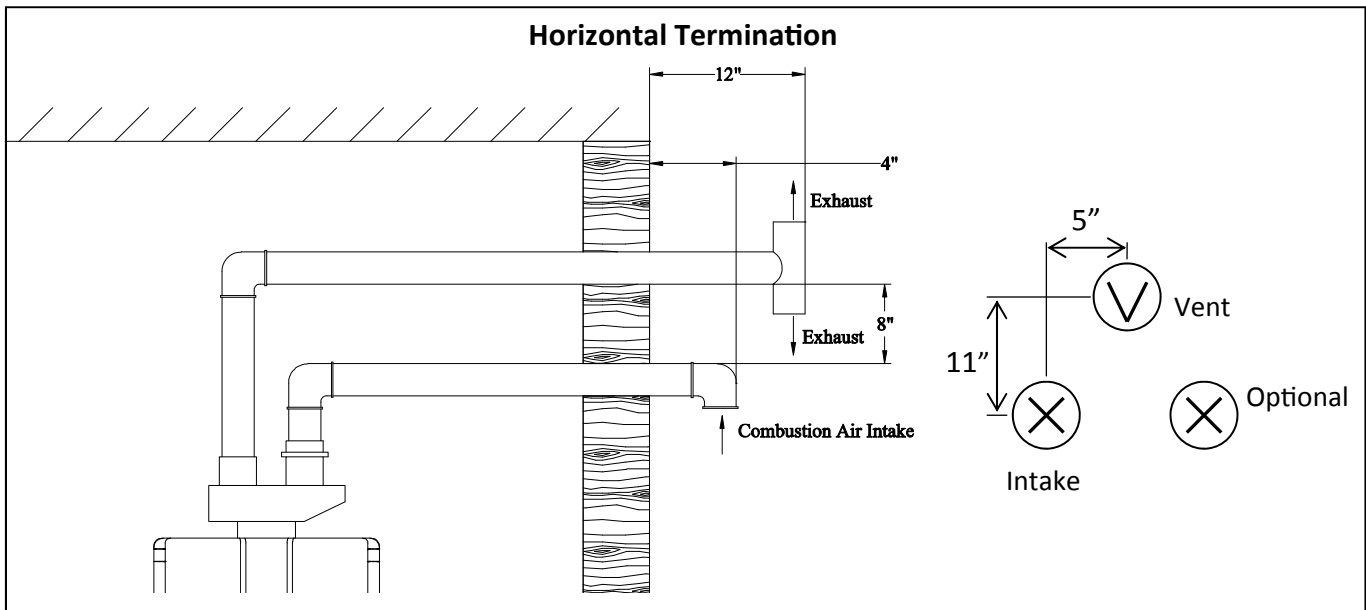 Horizontal Termination
12"
4"
Exhaust
Exhaust
8"
Combustion Air Intake
5”
V Vent
11”
X X Optional
Intake